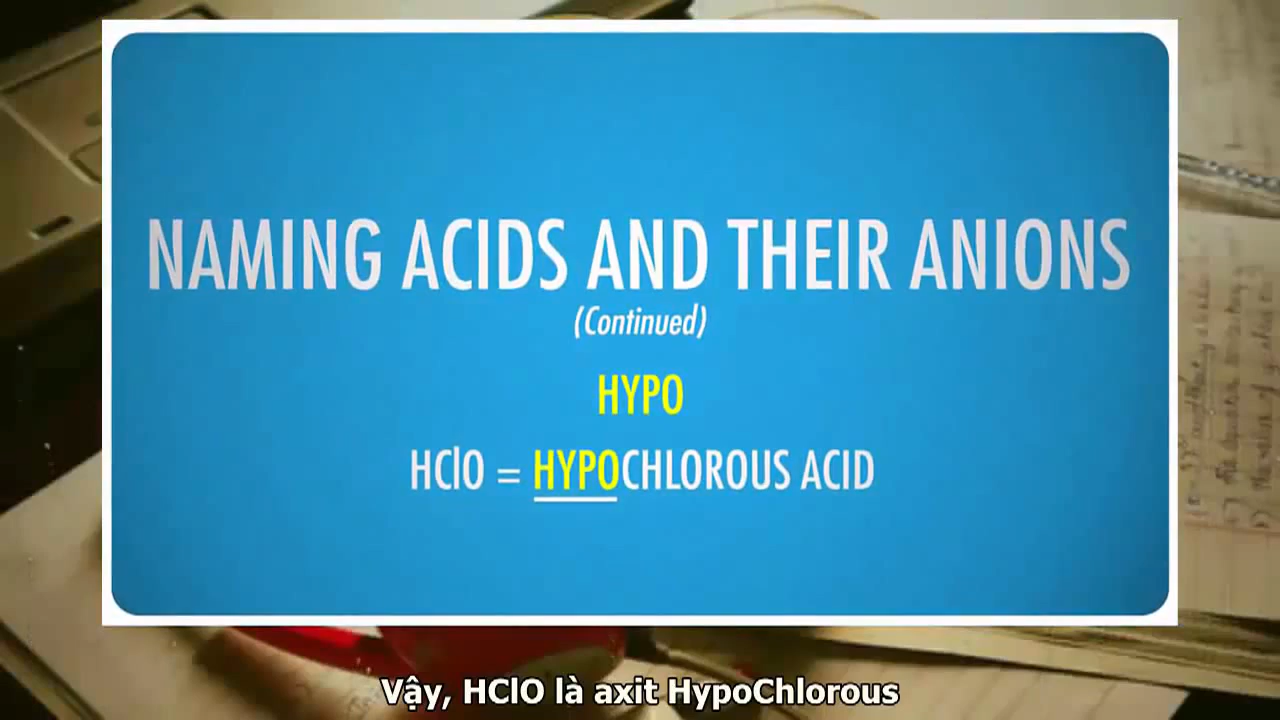 NAMING ACIDS AND THEIR ANIONS
(Continued)
HYPO
HClO = HYPOCHLOROUS ACID
Vậy, HClO là axit HypoChlorous